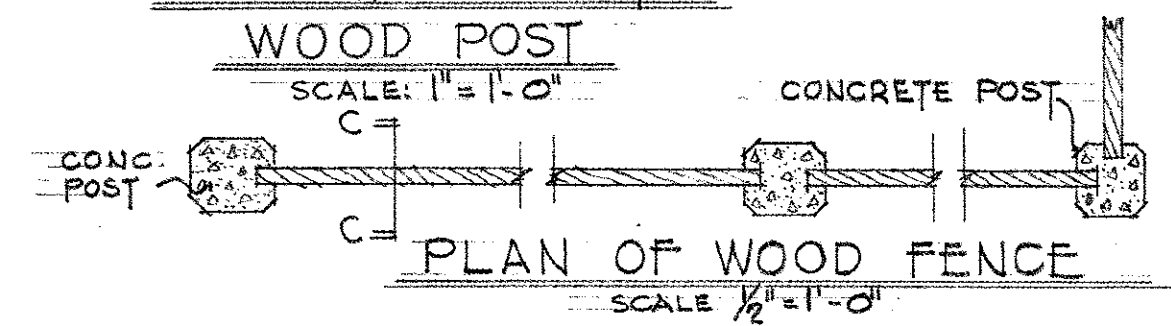 WOOD POST
SCALE: 1" = 1'-0"
CONCRETE POST
C
CONC.
POST
C
PLAN OF WOOD FENCE
SCALE 1/2" = 1'-0"